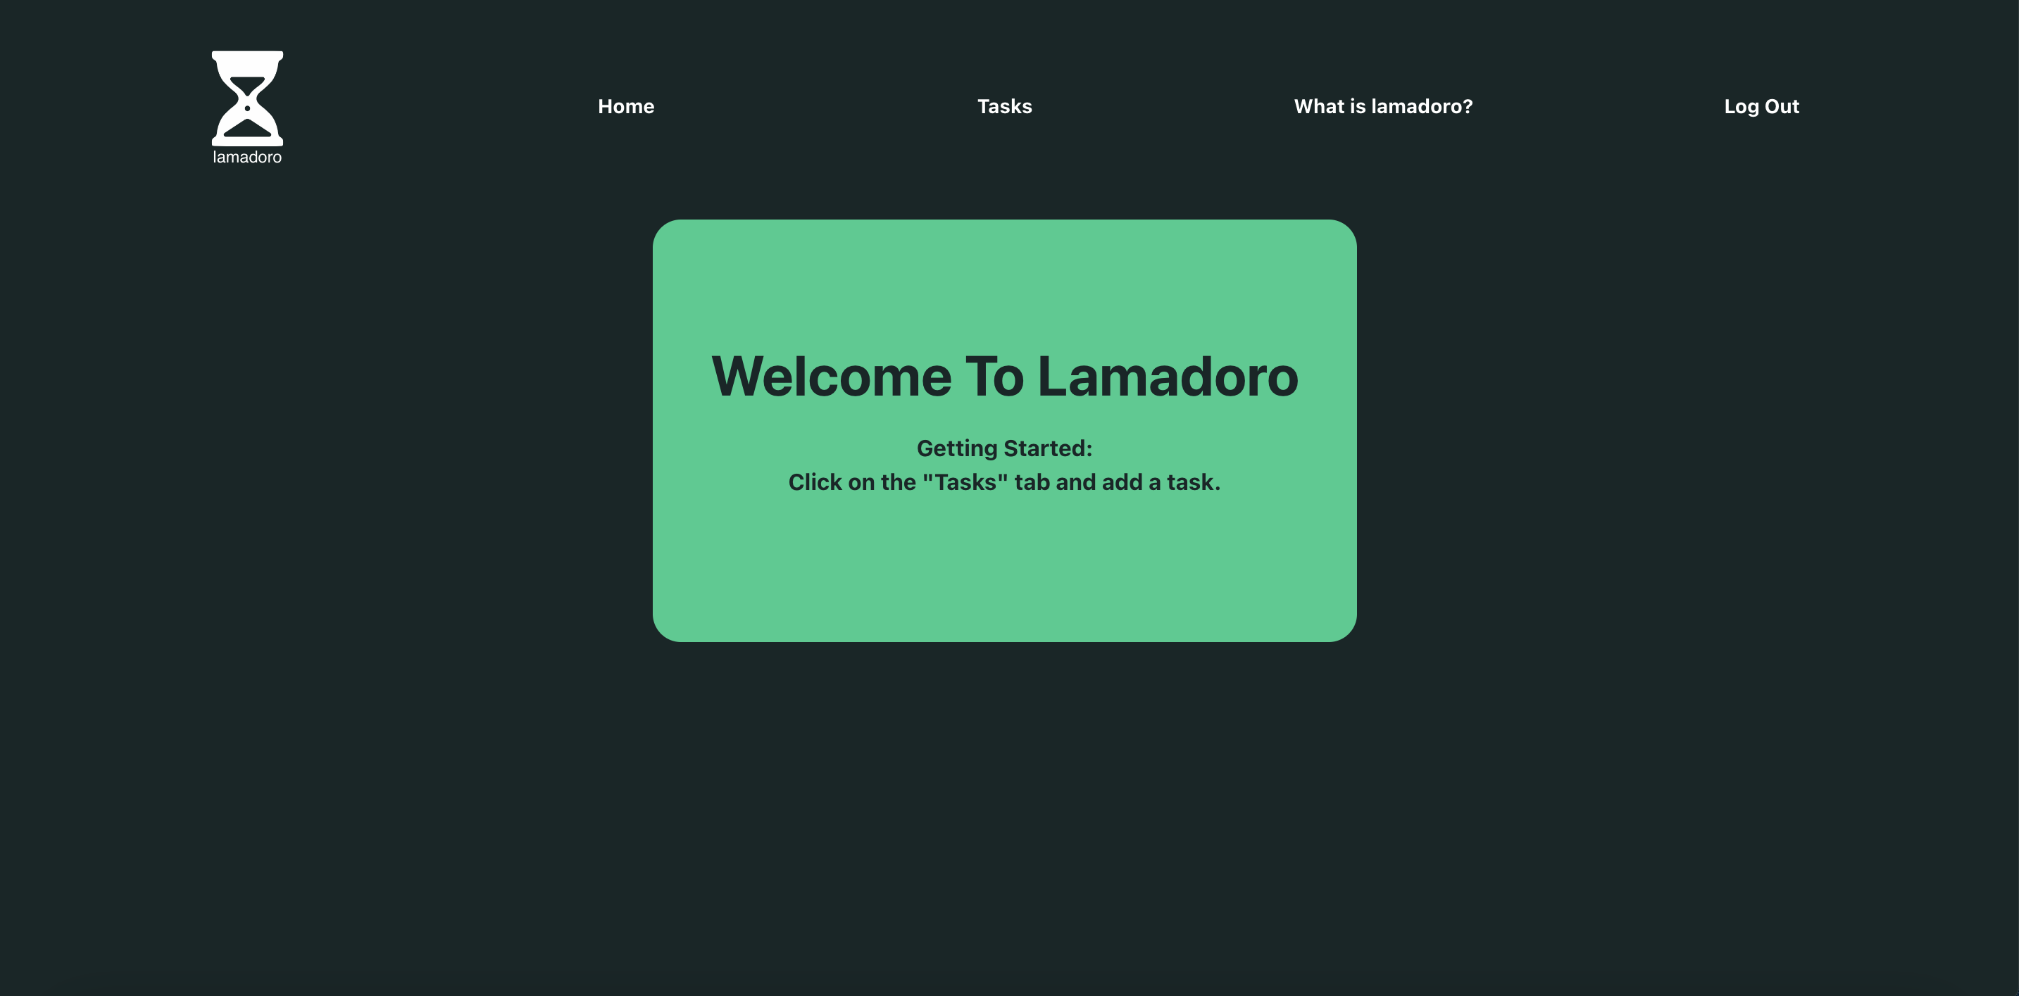 lamadoro
Home
Tasks
What is lamadoro?
Log Out
Welcome To Lamadoro
Getting Started:
Click on the "Tasks" tab and add a task.